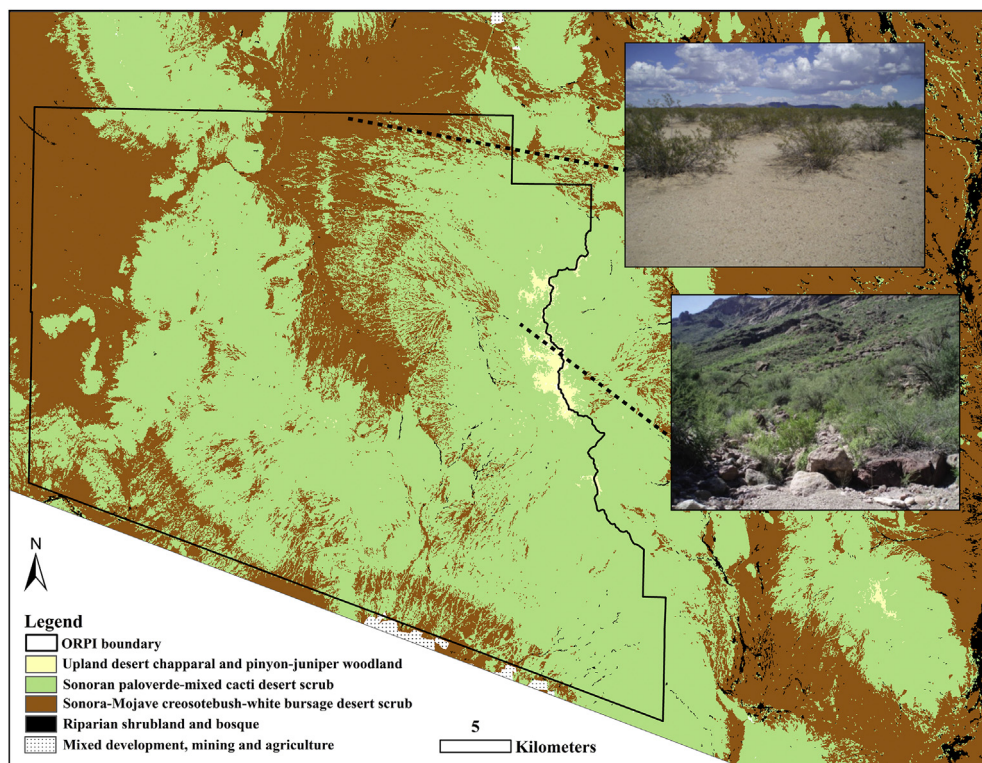 N
Legend
ORPI boundary
Upland desert chapparal and pinyon-juniper woodland
Sonoran paloverde-mixed cacti desert scrub
Sonora-Mojave creosotebush-white bursage desert scrub
Riparian shrubland and bosque
Mixed development, mining and agriculture
5
Kilometers